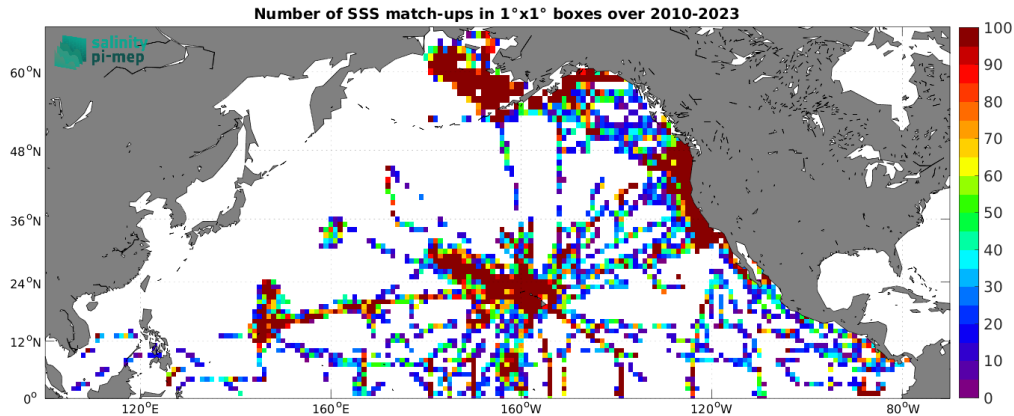 Number of SSS match-ups in 1°x1° boxes over 2010-2023
salinity
pi-mep
60°N
48°N
36°N
24°N
12°N
0°
120°E
160°E
160°W
120°W
80°W
100
90
80
70
60
50
40
30
20
10
0